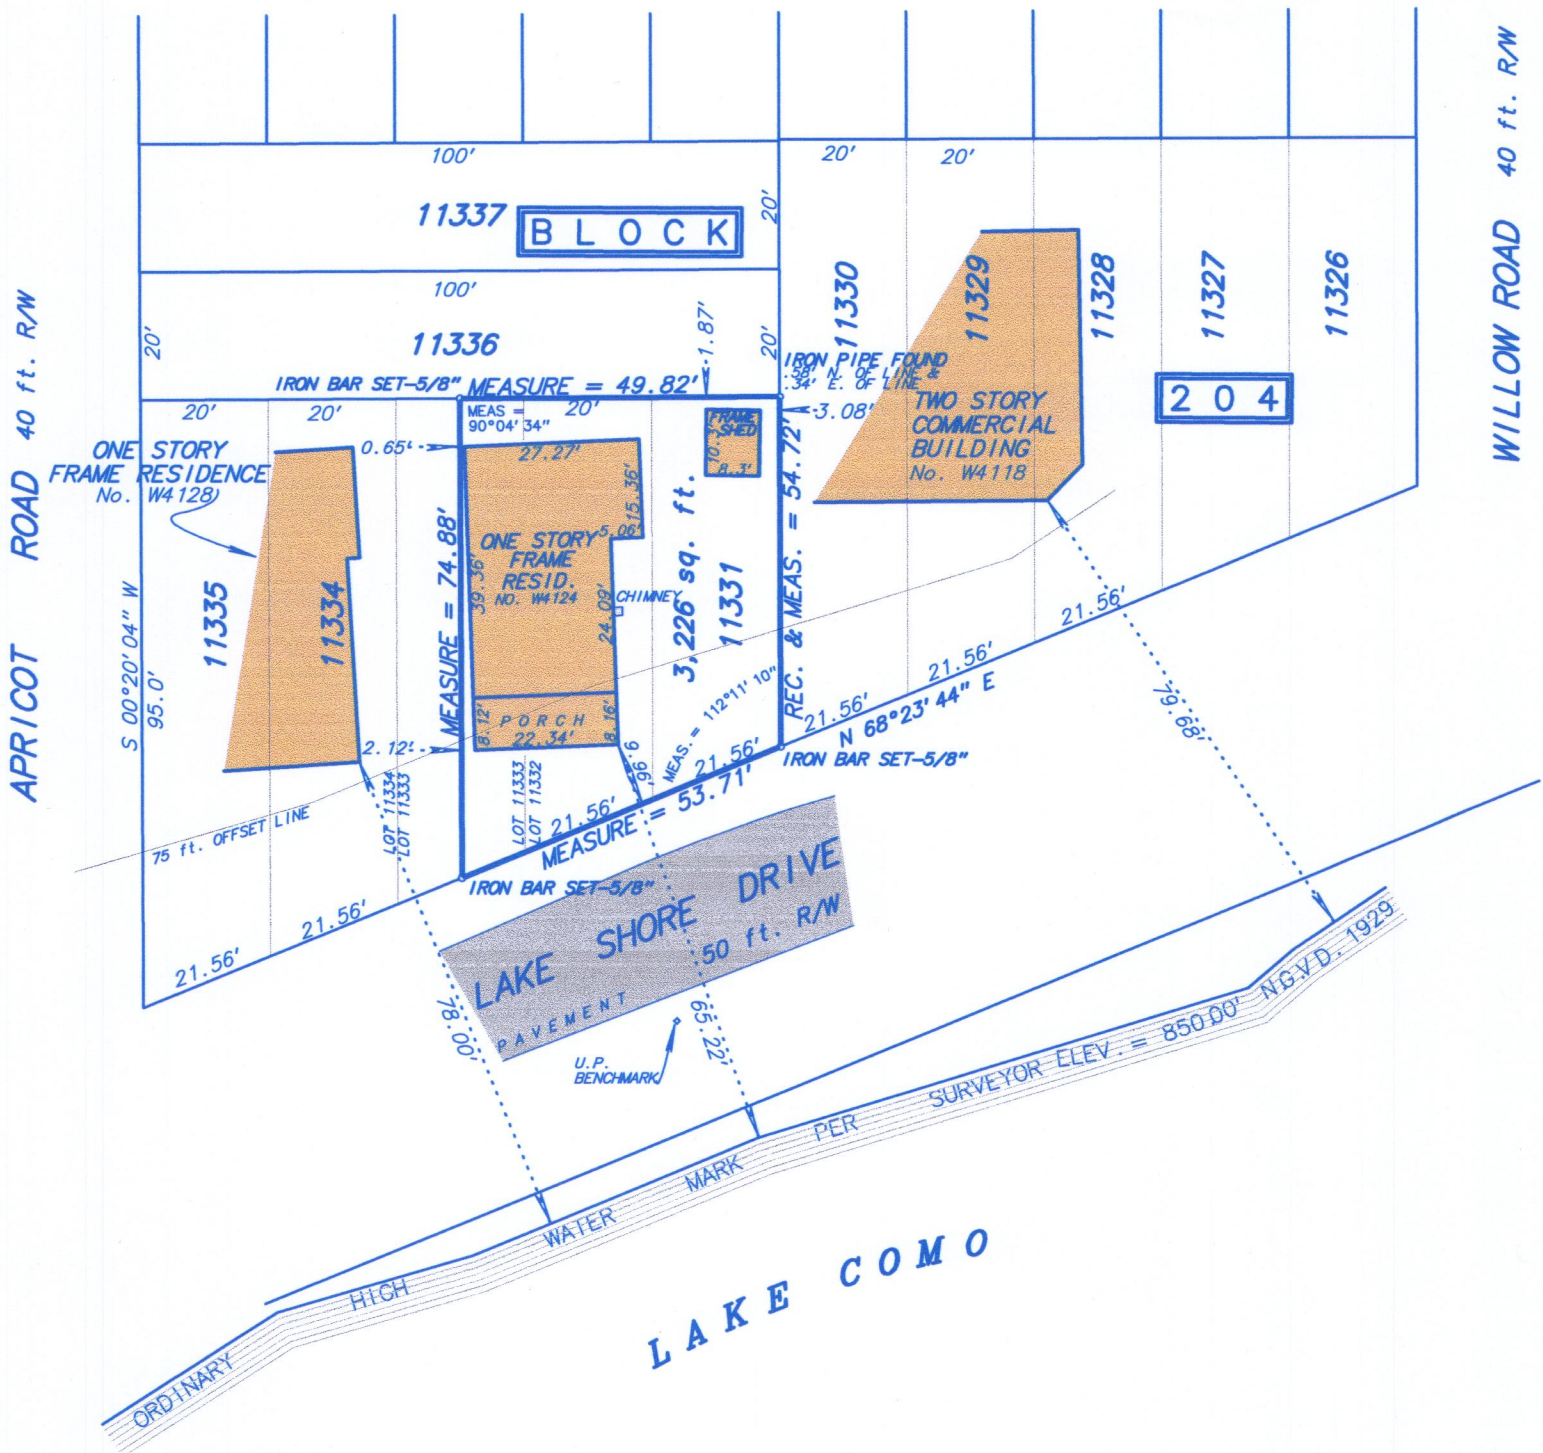 WILLOW ROAD 40 ft. R/W
APRICOT ROAD 40 ft. R/W
100'
20'
20'
11337
BLOCK
20'
100'
20'
11336
1.87'
20'
11330
11329
11328
11327
11326
204
IRON BAR SET-5/8"
MEASURE = 49.82'
IRON PIPE FOUND
.58' N. OF LINE &
.34' E. OF LINE
20'
20'
MEAS =
90°04'34"
20'
FRAME
SHED
3.08'
TWO STORY
COMMERCIAL
BUILDING
No. W4118
ONE STORY
FRAME RESIDENCE
No. W4128
0.65'
27.27'
8.3'
15.36'
5.06'
ONE STORY
FRAME
RESID.
NO. W4124
39.36'
24.09'
CHIMNEY
MEASURE = 74.88'
3,226 sq. ft.
11331
REC. & MEAS. = 54.72'
11335
11334
S 00°20'04" W
95.0'
MEAS. = 112°11'10"
2.12'
8.12'
PORCH
22.34'
8.16'
9.96'
LOT 11334
LOT 11333
LOT 11333
LOT 11332
75 ft. OFFSET LINE
21.56'
21.56'
21.56'
21.56'
21.56'
21.56'
21.56'
N 68°23'44" E
79.68'
IRON BAR SET-5/8"
MEASURE = 53.71'
IRON BAR SET-5/8"
LAKE SHORE DRIVE
50 ft. R/W
PAVEMENT
78.00'
65.22'
U.P.
BENCHMARK
ORDINARY HIGH WATER MARK PER SURVEYOR ELEV. = 850.00' N.G.V.D. 1929
LAKE COMO